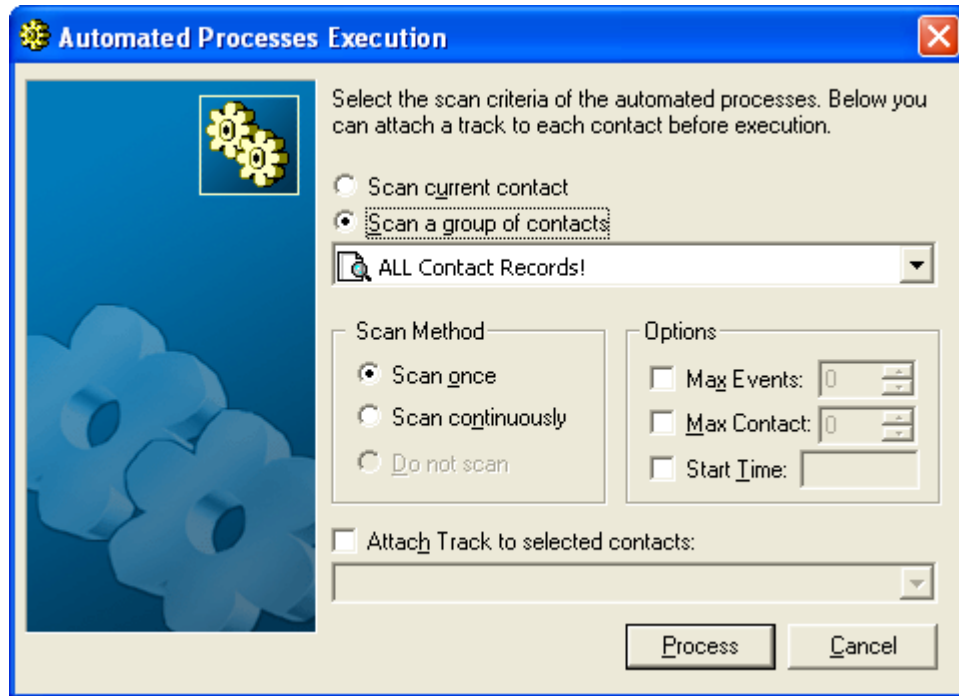 Automated Processes Execution
Select the scan criteria of the automated processes. Below you
can attach a track to each contact before execution.
Scan current contact
Scan a group of contacts
ALL Contact Records!
Scan Method
Scan once
Scan continuously
Do not scan
Options
Max Events: 0
Max Contact: 0
Start Time:
Attach Track to selected contacts:
Process
Cancel